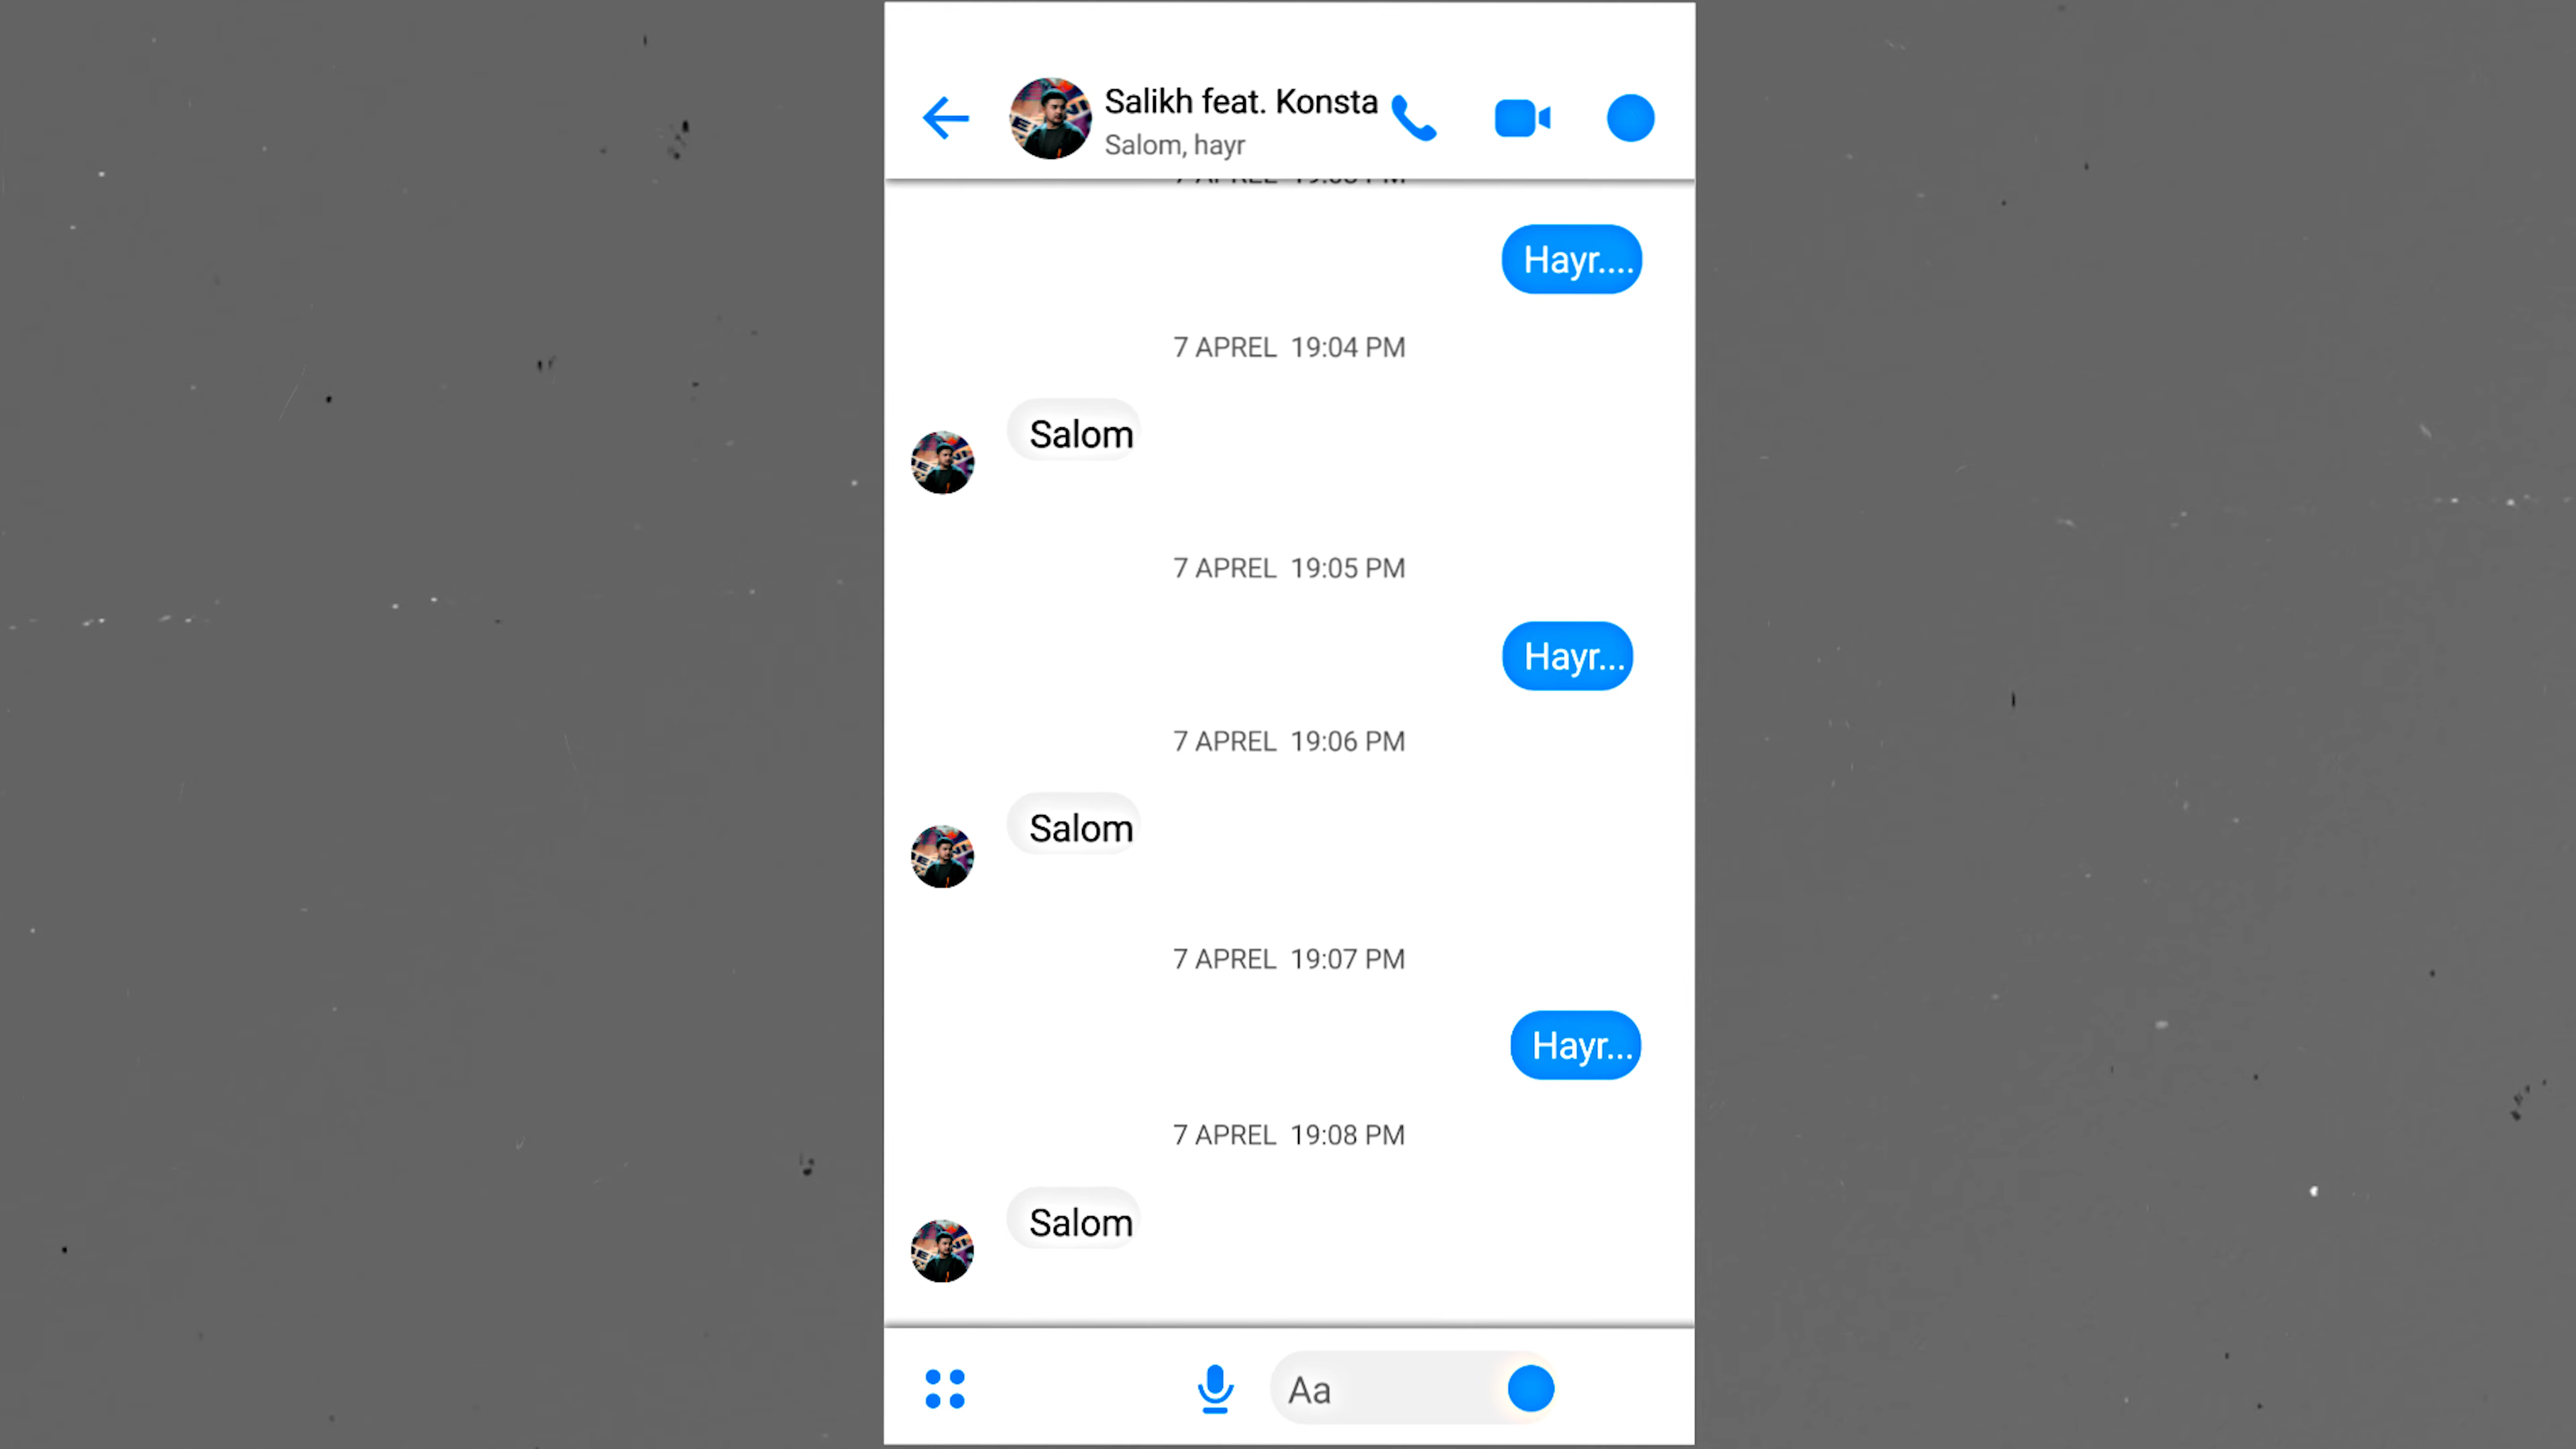 Salikh feat. Konsta
Salom, hayr
Hayr....
7 APREL 19:04 PM
Salom
7 APREL 19:05 PM
Hayr...
7 APREL 19:06 PM
Salom
7 APREL 19:07 PM
Hayr...
7 APREL 19:08 PM
Salom
Aa